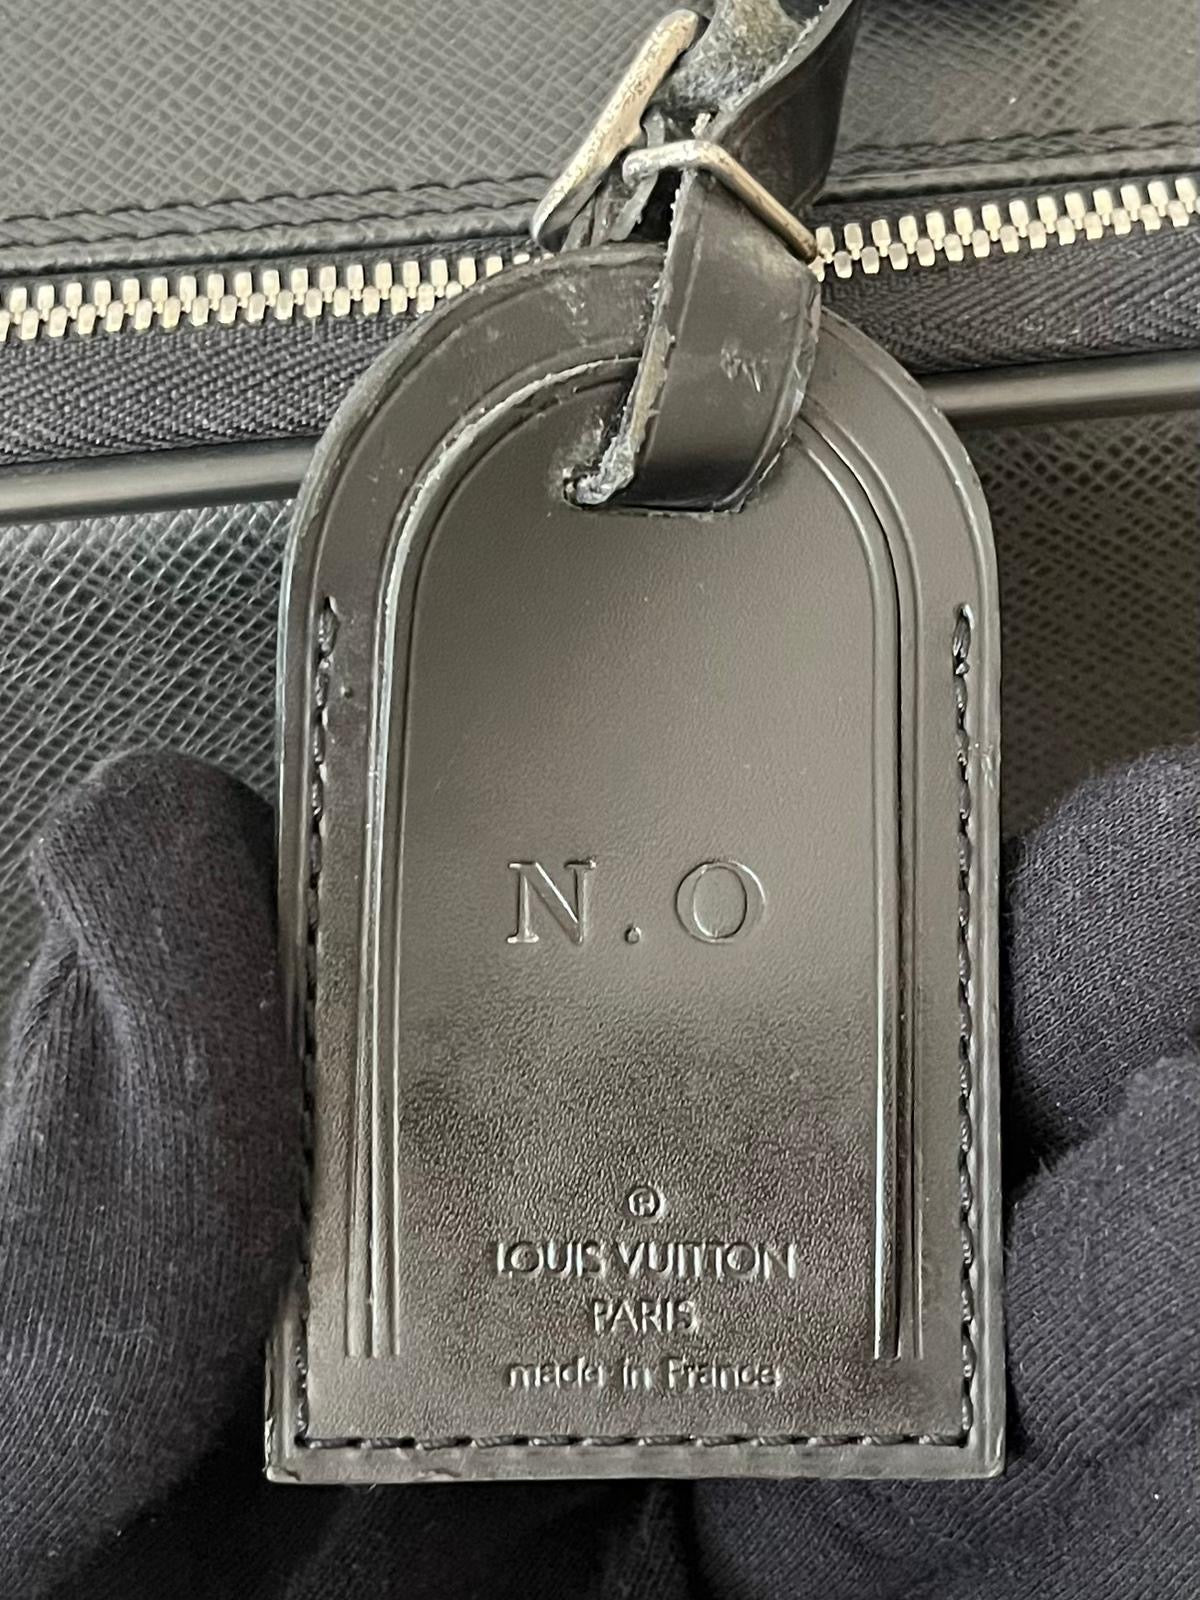 N.O
®
LOUIS VUITTON
PARIS
made in France